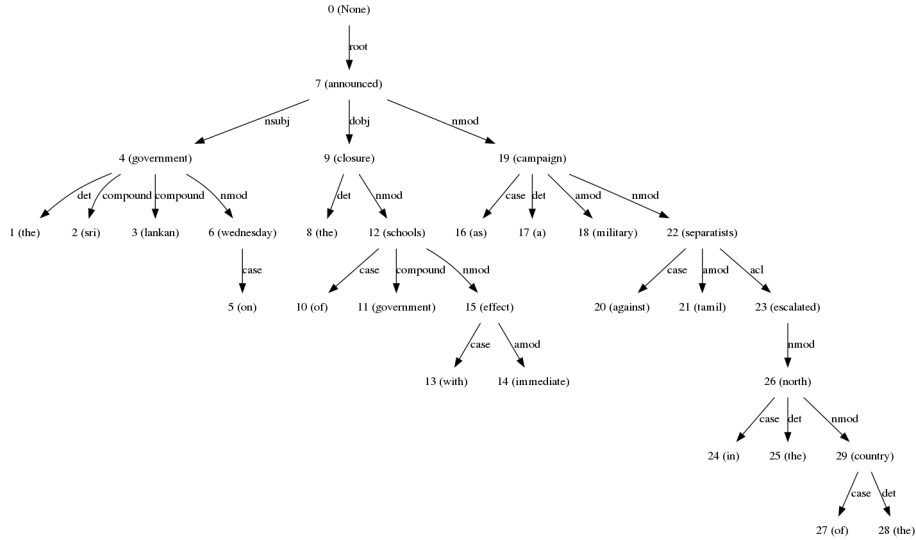 0 (None)
root
7 (announced)
nsubj dobj nmod
4 (government) 9 (closure) 19 (campaign)
det compound compound nmod det nmod case det amod nmod
1 (the) 2 (sri) 3 (lankan) 6 (wednesday) 8 (the) 12 (schools) 16 (as) 17 (a) 18 (military) 22 (separatists)
case case compound nmod case amod acl
5 (on) 10 (of) 11 (government) 15 (effect) 20 (against) 21 (tamil) 23 (escalated)
case amod nmod
13 (with) 14 (immediate) 26 (north)
case det nmod
24 (in) 25 (the) 29 (country)
case det
27 (of) 28 (the)